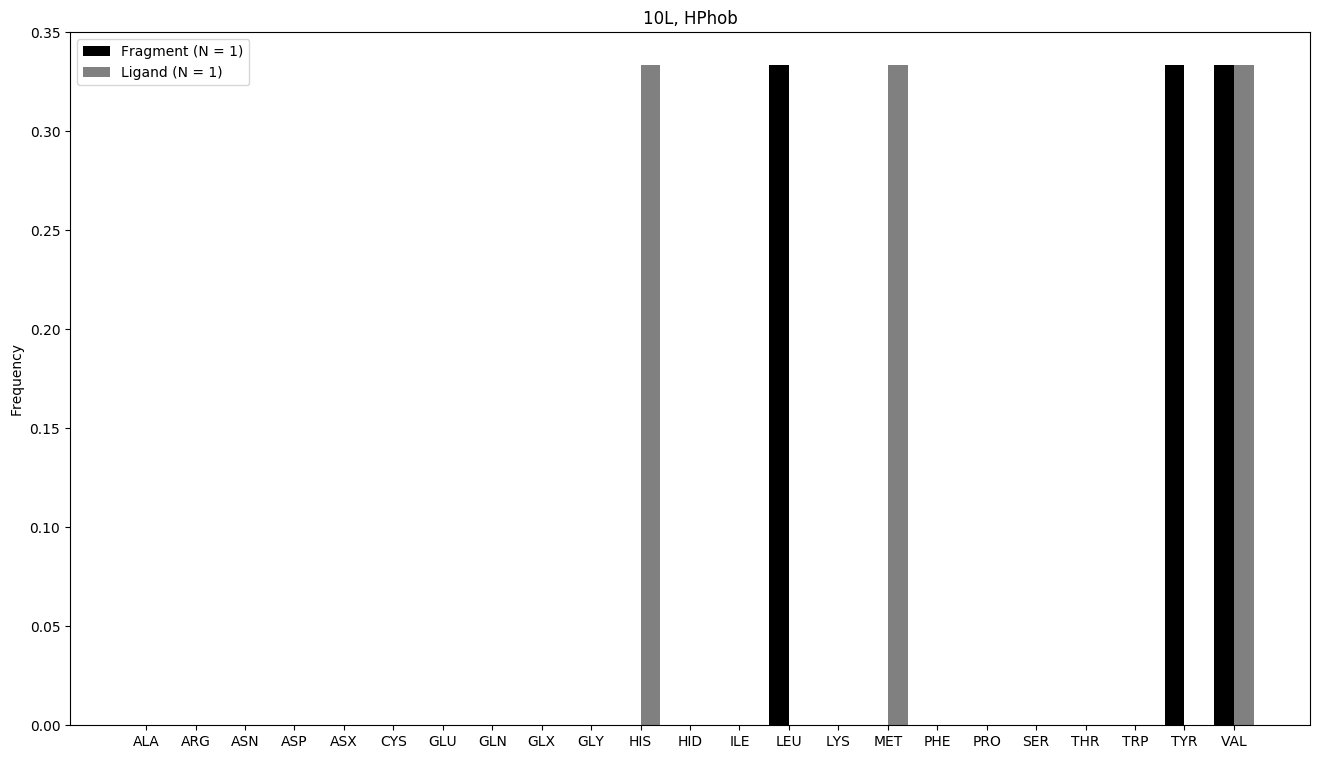 10L, HPhob
Fragment (N = 1)
Ligand (N = 1)
0.35
0.30
0.25
0.20
0.15
0.10
0.05
0.00
Frequency
ALA ARG ASN ASP ASX CYS GLU GLN GLX GLY HIS HID ILE LEU LYS MET PHE PRO SER THR TRP TYR VAL